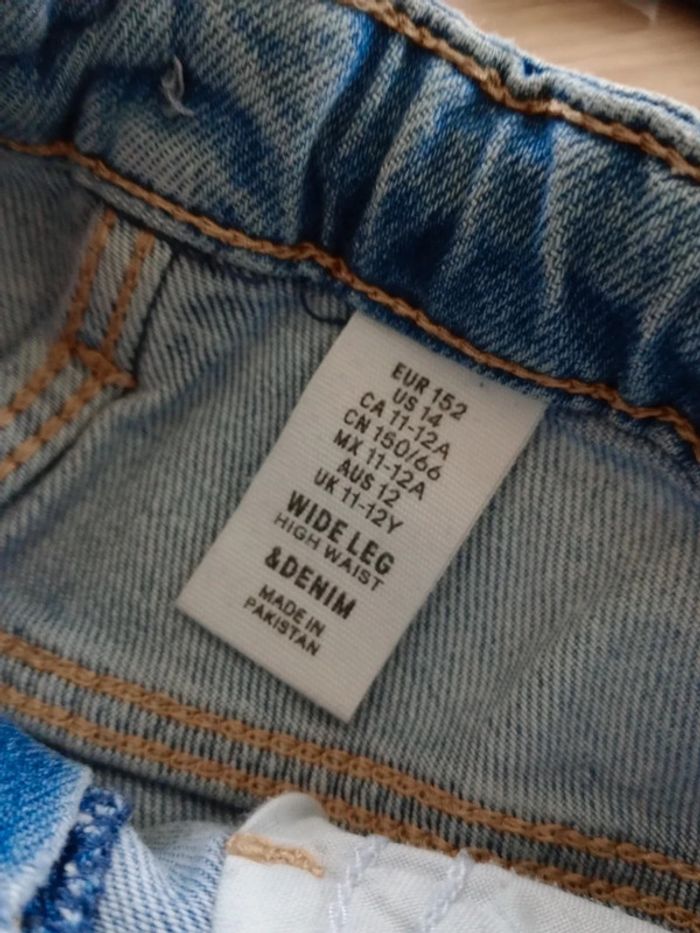 EUR 152
US 14
CA 11-12A
CN 150/66
MX 11-12A
AUS 12
UK 11-12Y
WIDE LEG
HIGH WAIST
&DENIM
MADE IN
PAKISTAN